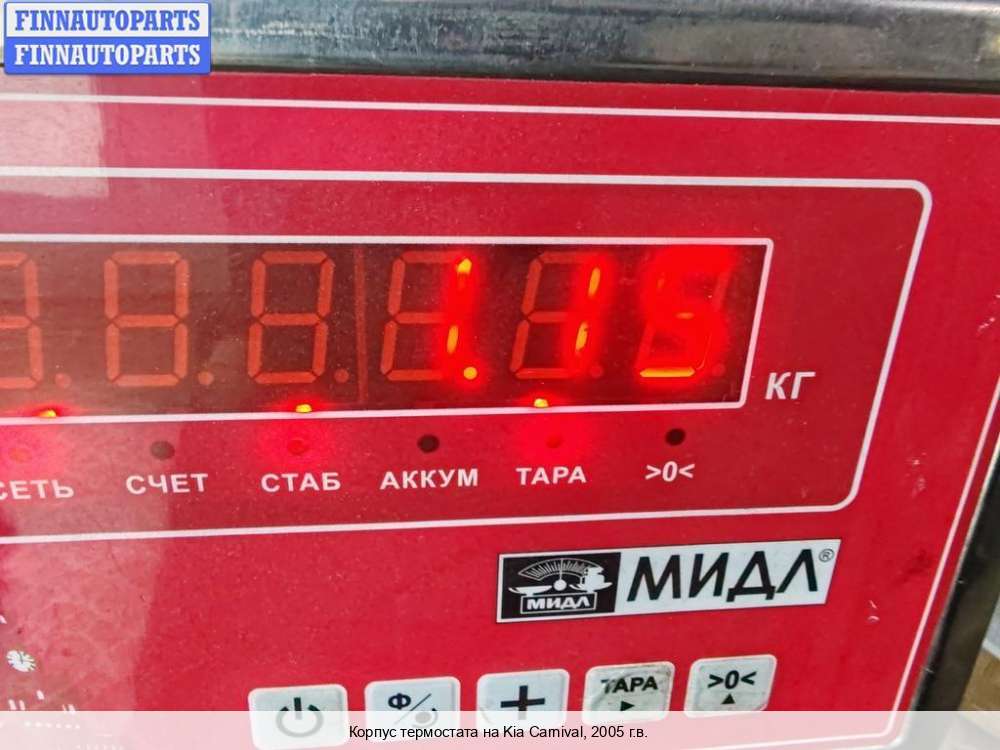 FINNAUTOPARTS
FINNAUTOPARTS
1.15
КГ
СЕТЬ СЧЕТ СТАБ АККУМ ТАРА >0<
МИДЛ МИДЛ®
Ф ТАРА >0<
Корпус термостата на Kia Carnival, 2005 г.в.